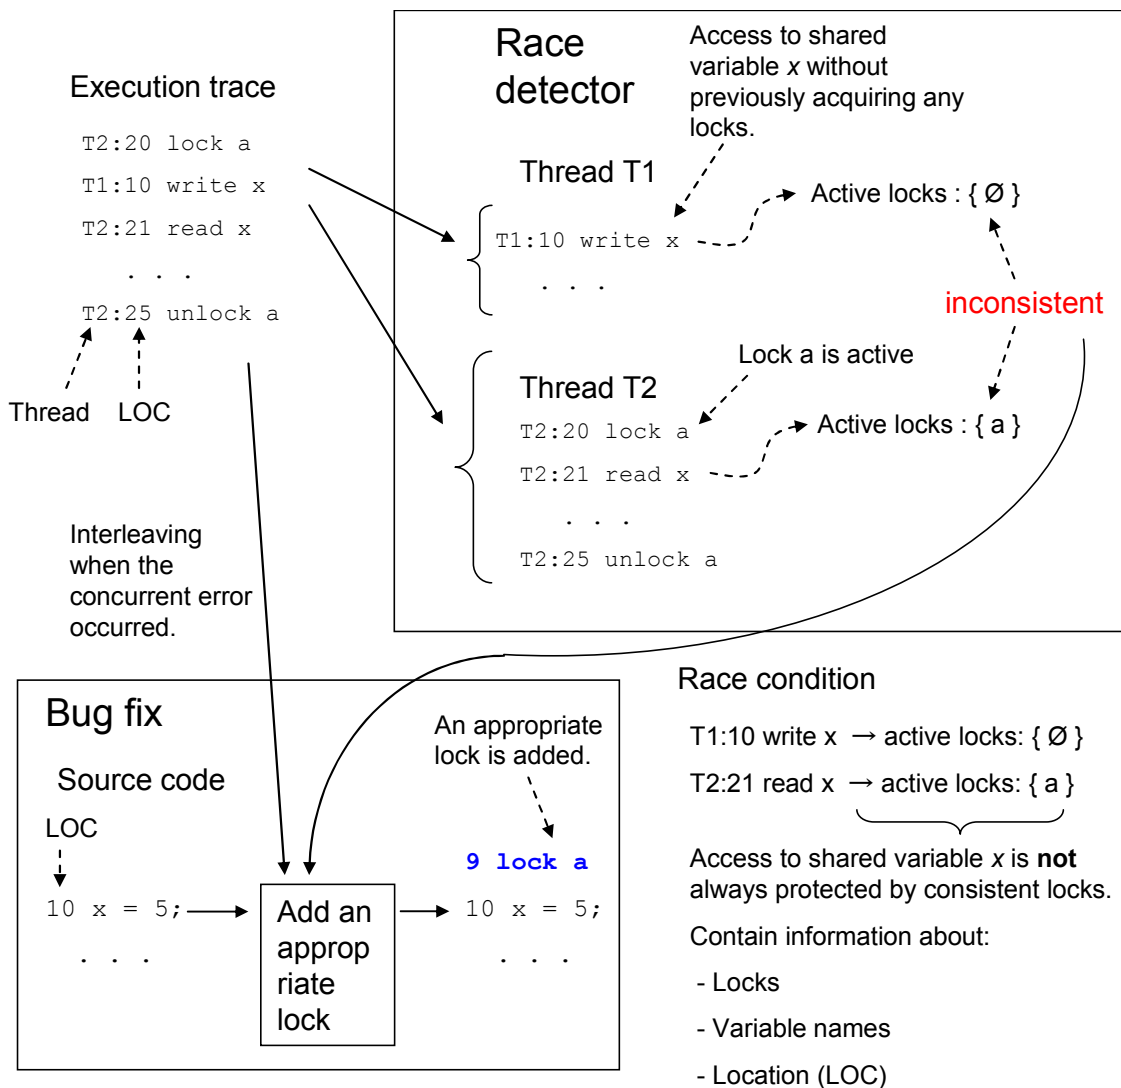 Execution trace
T2:20 lock a
T1:10 write x
T2:21 read x
. . .
T2:25 unlock a
Thread
LOC
Race
detector
Access to shared
variable x without
previously acquiring any
locks.
Thread T1
T1:10 write x
. . .
Active locks : { Ø }
inconsistent
Lock a is active
Thread T2
T2:20 lock a
T2:21 read x
. . .
T2:25 unlock a
Active locks : { a }
Interleaving
when the
concurrent error
occurred.
Bug fix
Source code
LOC
10 x = 5;
. . .
Add an
approp
riate
lock
An appropriate
lock is added.
9 lock a
10 x = 5;
. . .
Race condition
T1:10 write x → active locks: { Ø }
T2:21 read x → active locks: { a }
Access to shared variable x is not
always protected by consistent locks.
Contain information about:
- Locks
- Variable names
- Location (LOC)